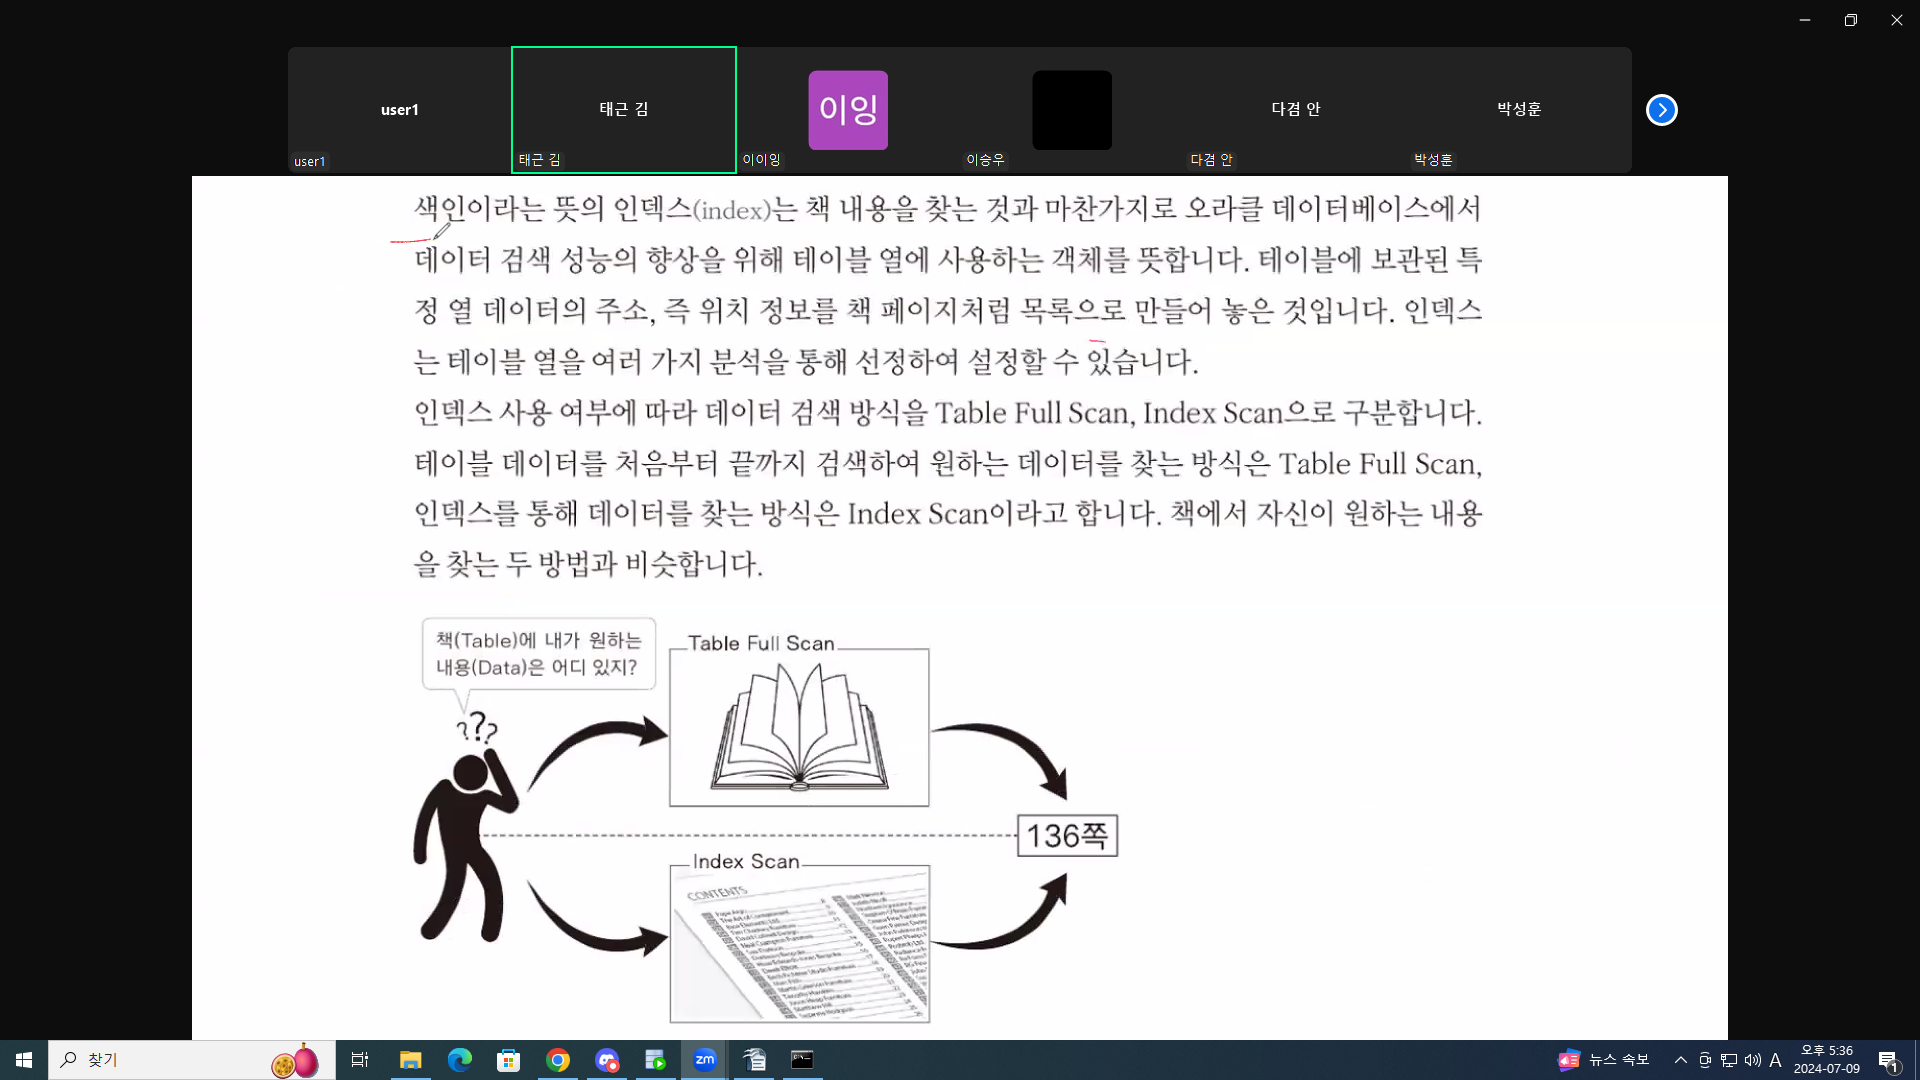 user1
태근 김
이잉
다겸 안
박성훈
user1
태근 김
이이잉
이승우
다겸 안
박성훈
색인이라는 뜻의 인덱스(index)는 책 내용을 찾는 것과 마찬가지로 오라클 데이터베이스에서
데이터 검색 성능의 향상을 위해 테이블 열에 사용하는 객체를 뜻합니다. 테이블에 보관된 특
정 열 데이터의 주소, 즉 위치 정보를 책 페이지처럼 목록으로 만들어 놓은 것입니다. 인덱스
는 테이블 열을 여러 가지 분석을 통해 선정하여 설정할 수 있습니다.
인덱스 사용 여부에 따라 데이터 검색 방식을 Table Full Scan, Index Scan으로 구분합니다.
테이블 데이터를 처음부터 끝까지 검색하여 원하는 데이터를 찾는 방식은 Table Full Scan,
인덱스를 통해 데이터를 찾는 방식은 Index Scan이라고 합니다. 책에서 자신이 원하는 내용
을 찾는 두 방법과 비슷합니다.
책(Table)에 내가 원하는
내용(Data)은 어디 있지?
???
Table Full Scan
136쪽
Index Scan
CONTENTS
찾기
zm
뉴스 속보
A
오후 5:36
2024-07-09
1